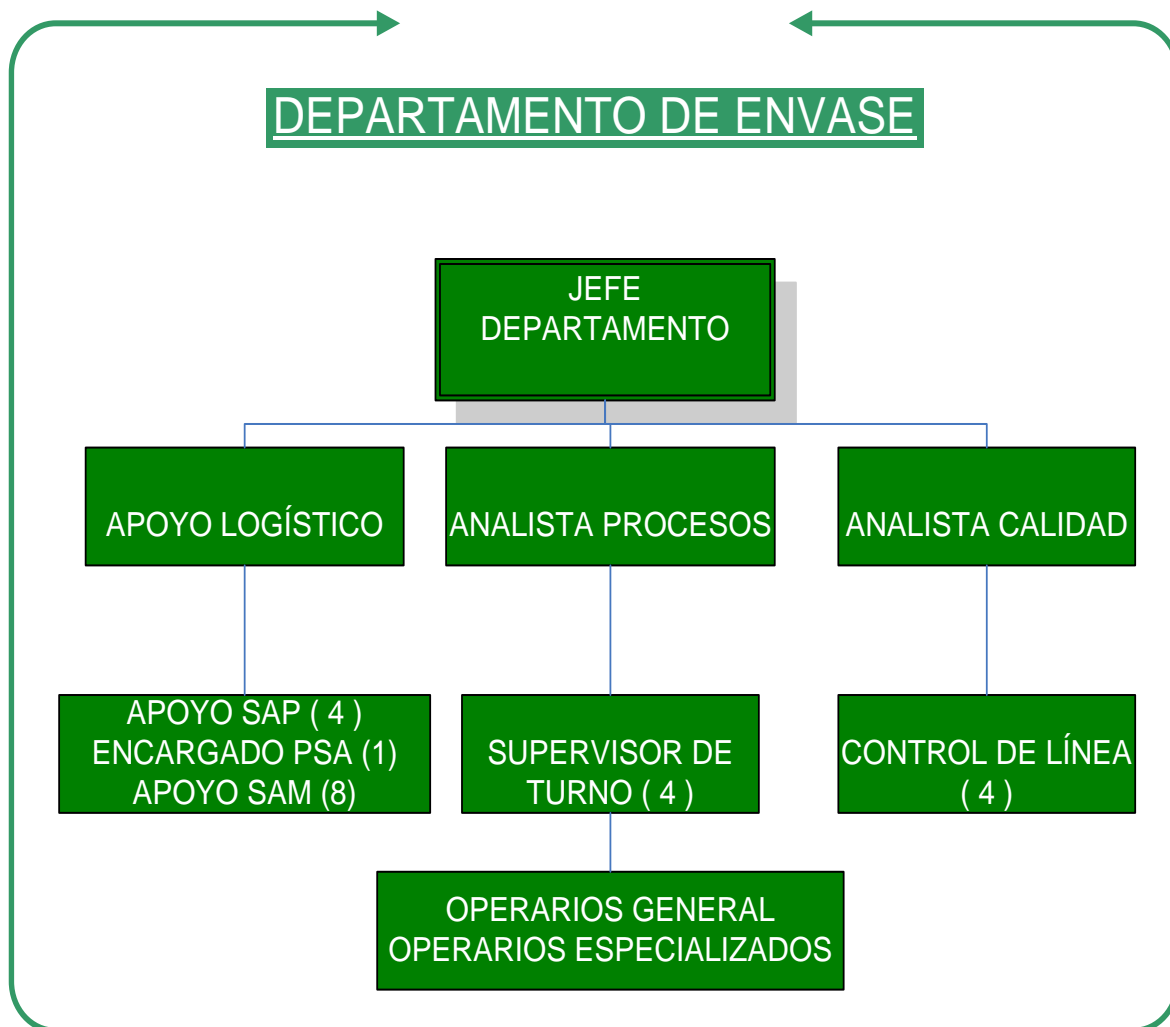 DEPARTAMENTO DE ENVASE
JEFE
DEPARTAMENTO
APOYO LOGÍSTICO
ANALISTA PROCESOS
ANALISTA CALIDAD
APOYO SAP ( 4 )
ENCARGADO PSA (1)
APOYO SAM (8)
SUPERVISOR DE
TURNO ( 4 )
CONTROL DE LÍNEA
( 4 )
OPERARIOS GENERAL
OPERARIOS ESPECIALIZADOS